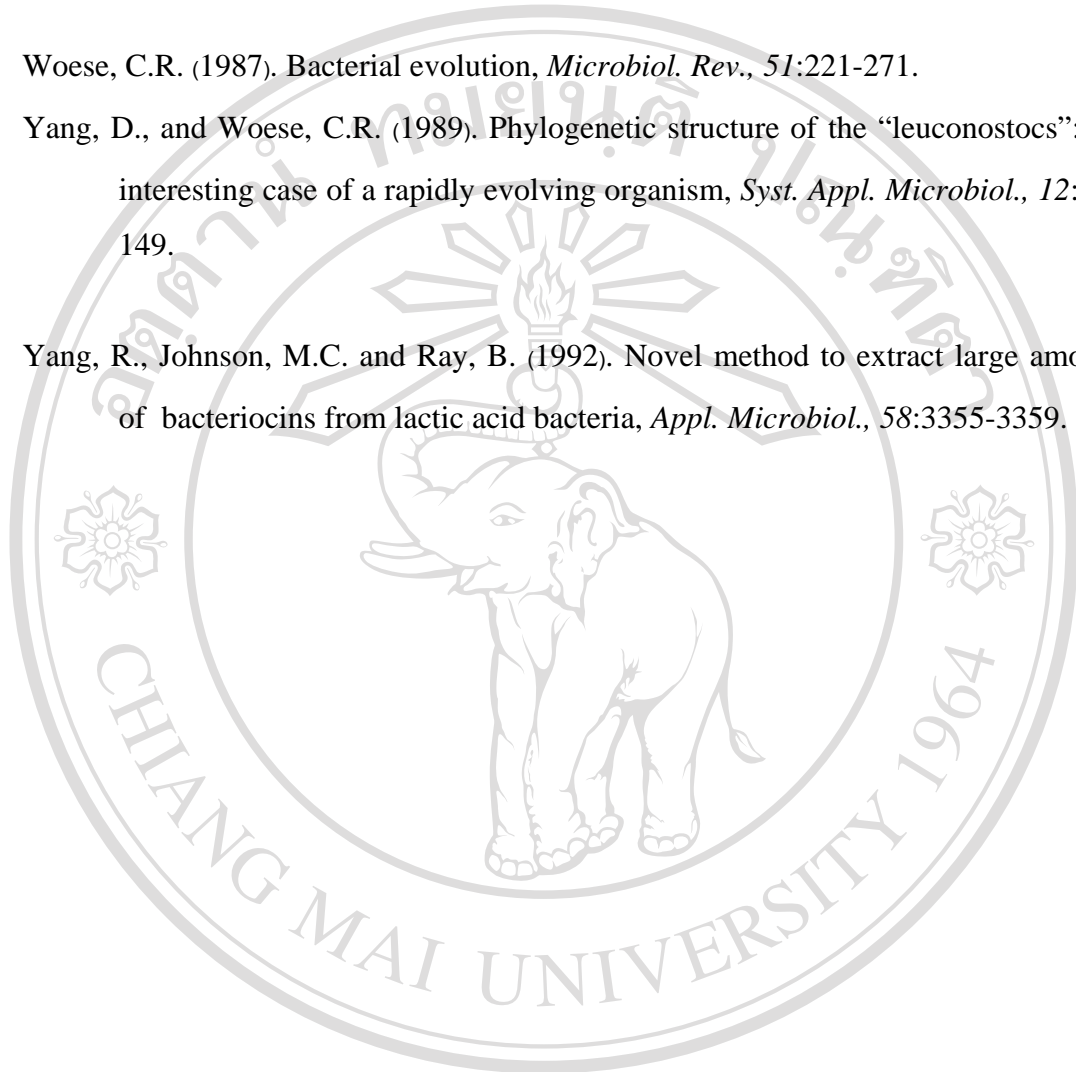 Woese, C.R. (1987). Bacterial evolution, Microbiol. Rev., 51:221-271.
Yang, D., and Woese, C.R. (1989). Phylogenetic structure of the “leuconostocs”:
interesting case of a rapidly evolving organism, Syst. Appl. Microbiol., 12:
149.
Yang, R., Johnson, M.C. and Ray, B. (1992). Novel method to extract large
of bacteriocins from lactic acid bacteria, Appl. Microbiol., 58:3355-3359.
CHIANG MAI UNIVERSITY 1964